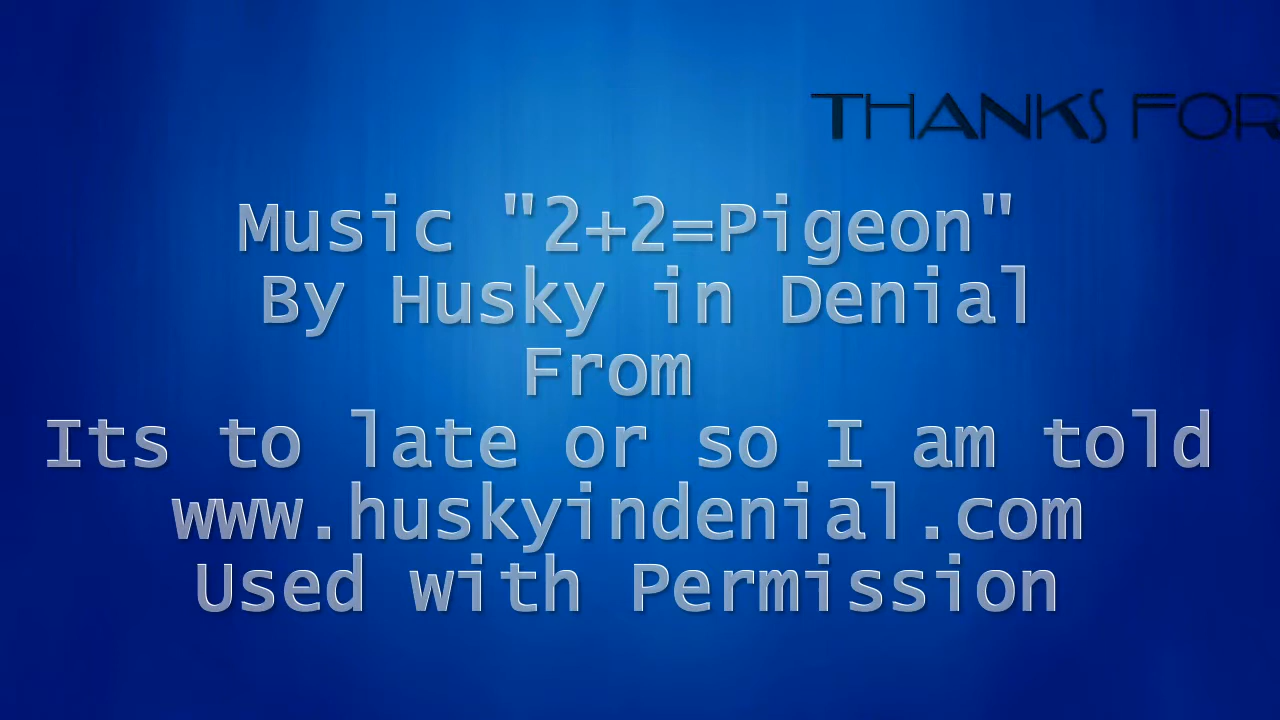 THANKS FOR
Music "2+2=Pigeon"
By Husky in Denial
From
Its to late or so I am told
www.huskyindenial.com
Used with Permission